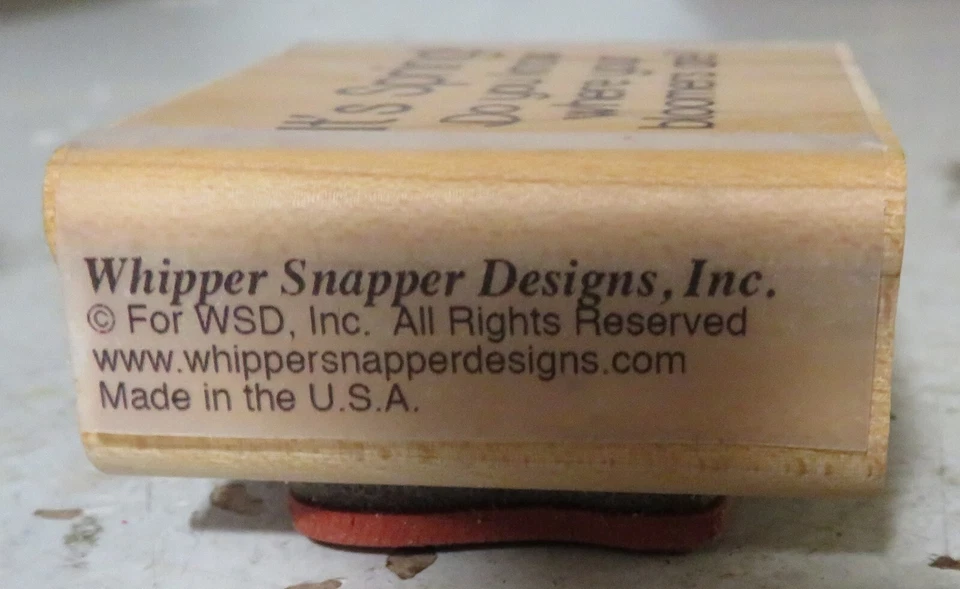 It's Spring
Do you know
where your
bloomers are?
Whipper Snapper Designs, Inc.
© For WSD, Inc. All Rights Reserved
www.whippersnapperdesigns.com
Made in the U.S.A.